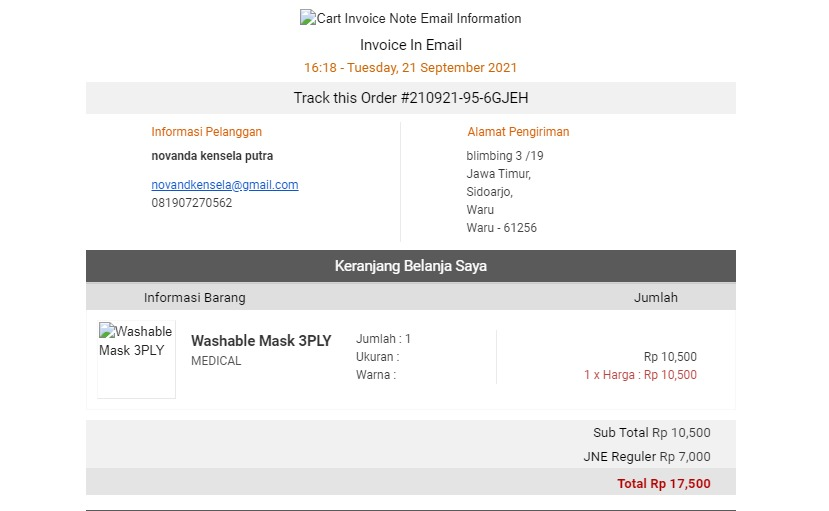 Cart Invoice Note Email Information
Invoice In Email
16:18 - Tuesday, 21 September 2021
Track this Order #210921-95-6GJEH
Informasi Pelanggan
novanda kensela putra
novandkensela@gmail.com
081907270562
Alamat Pengiriman
blimbing 3 /19
Jawa Timur,
Sidoarjo,
Waru
Waru - 61256
Keranjang Belanja Saya
Informasi Barang
Jumlah
Washable
Mask 3PLY
Washable Mask 3PLY
MEDICAL
Jumlah : 1
Ukuran :
Warna :
Rp 10,500
1 x Harga : Rp 10,500
Sub Total Rp 10,500
JNE Reguler Rp 7,000
Total Rp 17,500